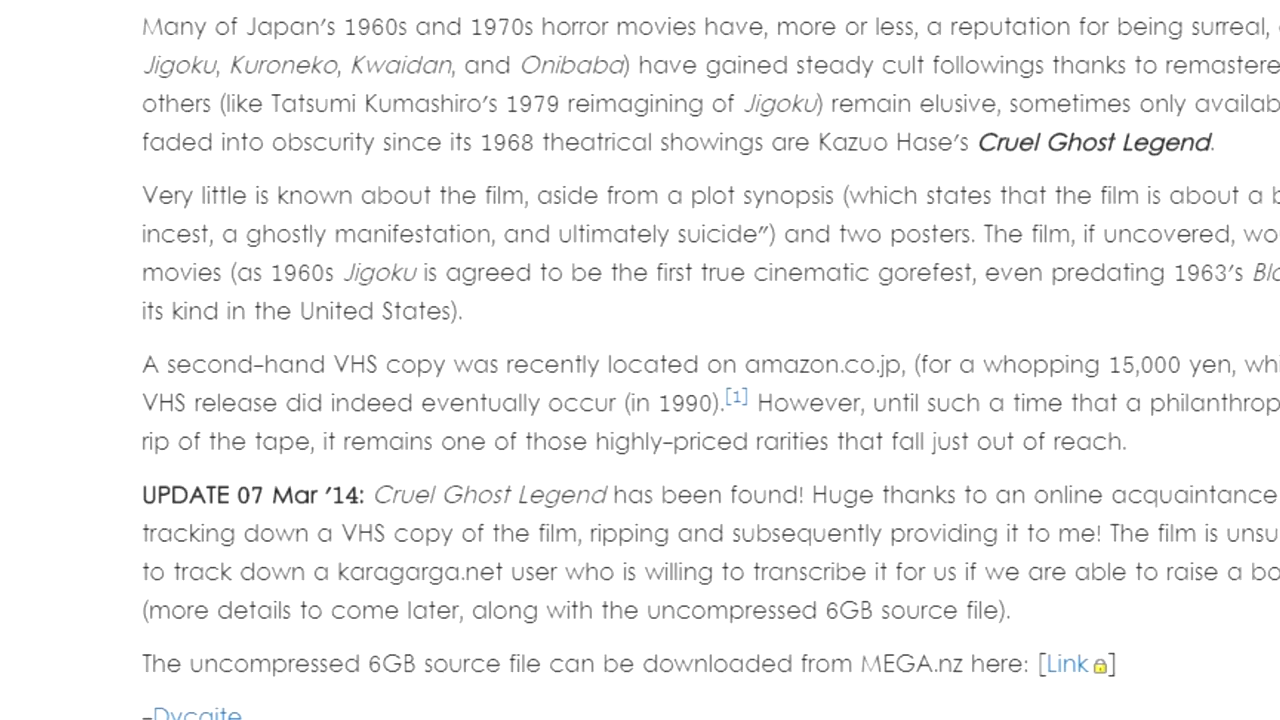 Many of Japan's 1960s and 1970s horror movies have, more or less, a reputation for being surreal,
Jigoku, Kuroneko, Kwaidan, and Onibaba) have gained steady cult followings thanks to remastere
others (like Tatsumi Kumashiro's 1979 reimagining of Jigoku) remain elusive, sometimes only availab
faded into obscurity since its 1968 theatrical showings are Kazuo Hase's Cruel Ghost Legend.
Very little is known about the film, aside from a plot synopsis (which states that the film is about a b
incest, a ghostly manifestation, and ultimately suicide") and two posters. The film, if uncovered, wo
movies (as 1960s Jigoku is agreed to be the first true cinematic gorefest, even predating 1963's Blo
its kind in the United States).
A second-hand VHS copy was recently located on amazon.co.jp, (for a whopping 15,000 yen, whi
VHS release did indeed eventually occur (in 1990).[1] However, until such a time that a philanthrop
rip of the tape, it remains one of those highly-priced rarities that fall just out of reach.
UPDATE 07 Mar '14: Cruel Ghost Legend has been found! Huge thanks to an online acquaintance
tracking down a VHS copy of the film, ripping and subsequently providing it to me! The film is unsu
to track down a karagarga.net user who is willing to transcribe it for us if we are able to raise a bo
(more details to come later, along with the uncompressed 6GB source file).
The uncompressed 6GB source file can be downloaded from MEGA.nz here: [Link]
-Dycaite